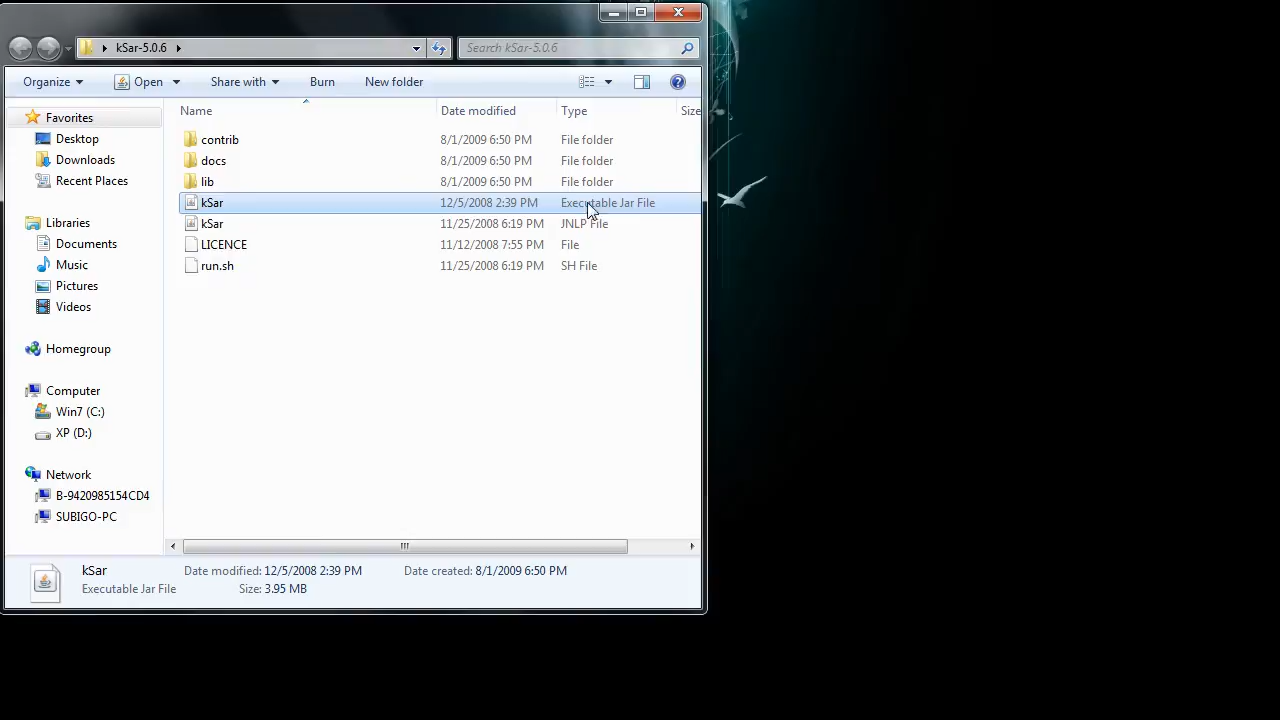 kSar-5.0.6
Search kSar-5.0.6
Organize Open Share with Burn New folder
Name Date modified Type Size
Favorites
Desktop
Downloads
Recent Places
Libraries
Documents
Music
Pictures
Videos
Homegroup
Computer
Win7 (C:)
XP (D:)
Network
B-9420985154CD4
SUBIGO-PC
contrib 8/1/2009 6:50 PM File folder
docs 8/1/2009 6:50 PM File folder
lib 8/1/2009 6:50 PM File folder
kSar 12/5/2008 2:39 PM Executable Jar File
kSar 11/25/2008 6:19 PM JNLP File
LICENCE 11/12/2008 7:55 PM File
run.sh 11/25/2008 6:19 PM SH File
kSar Date modified: 12/5/2008 2:39 PM Date created: 8/1/2009 6:50 PM
Executable Jar File Size: 3.95 MB